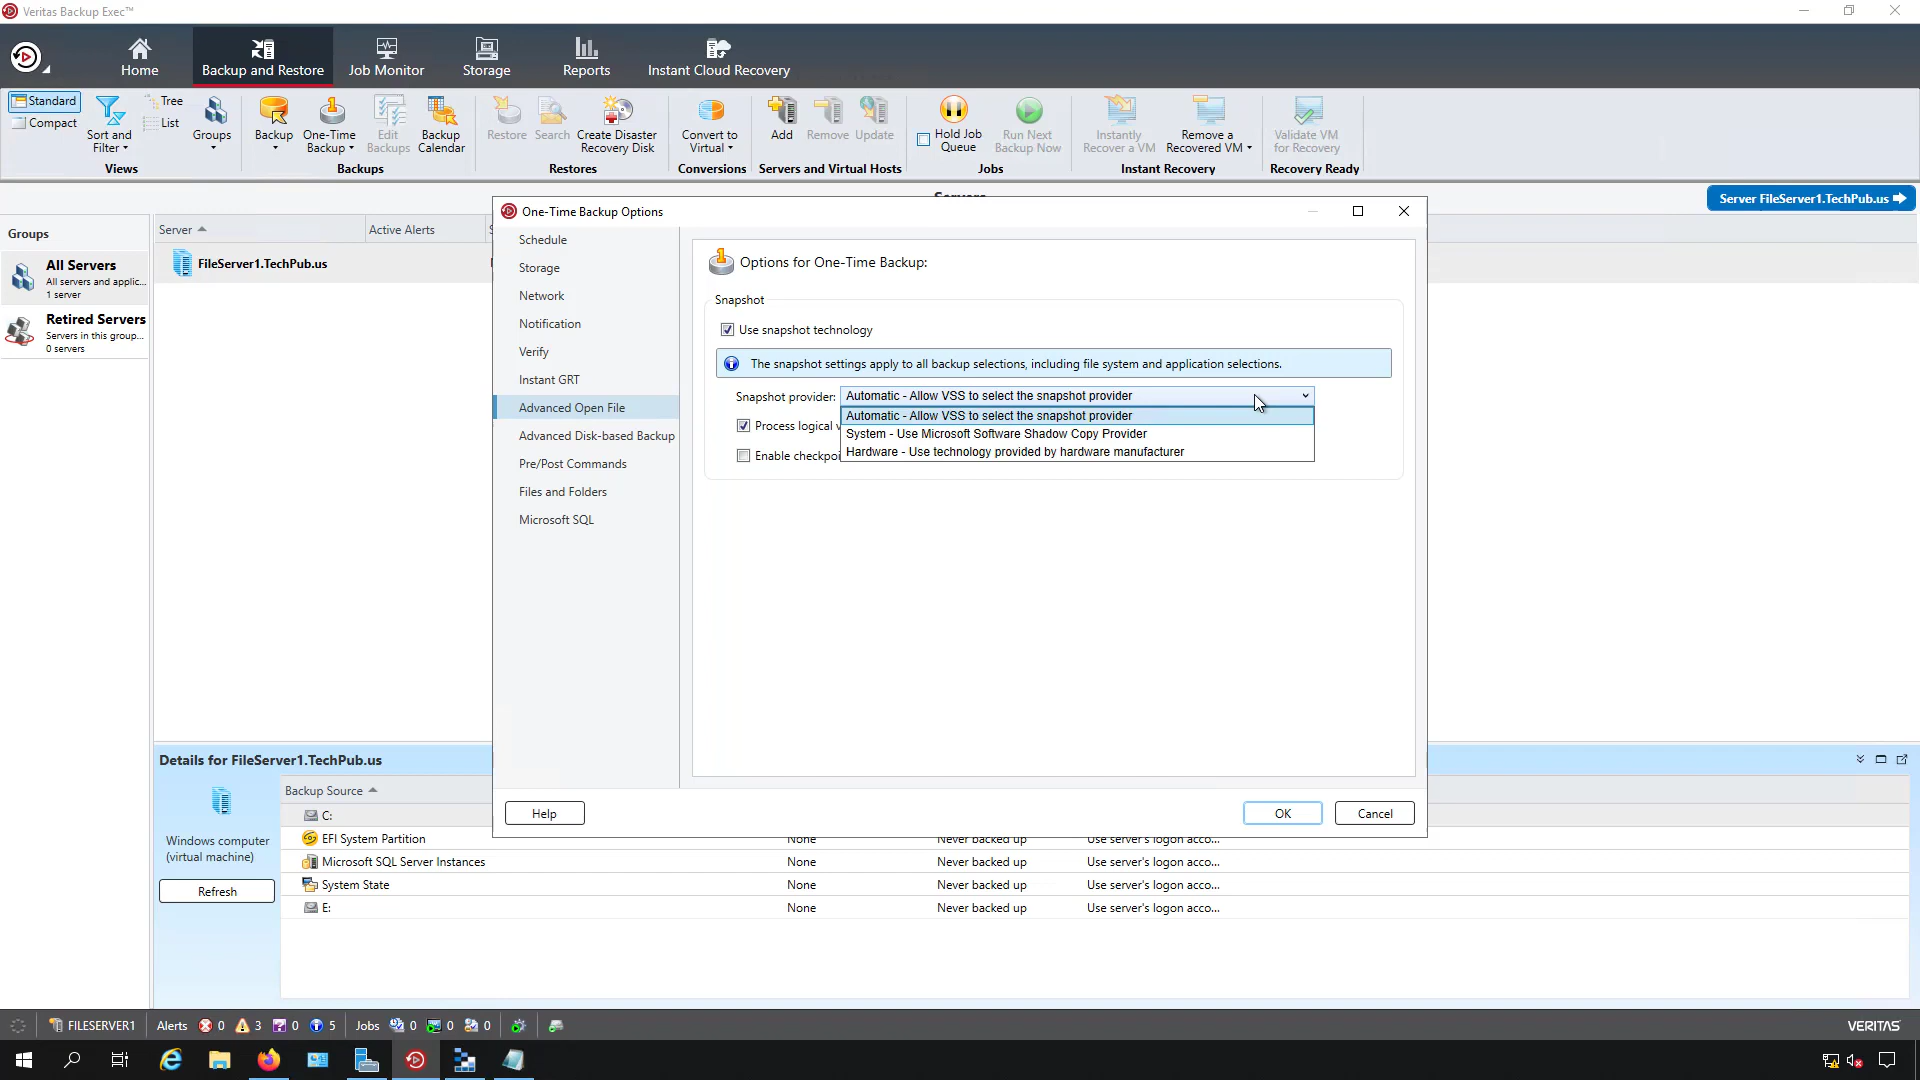 Veritas Backup Exec™
Home
Backup and Restore
Job Monitor
Storage
Reports
Instant Cloud Recovery
Standard
Compact
Sort and
Filter
Tree
List
Groups
Views
Backup
One-Time
Backup
Edit
Backups
Backup
Calendar
Backups
Restore
Search
Create Disaster
Recovery Disk
Restores
Convert to
Virtual
Conversions
Add
Remove
Update
Servers and Virtual Hosts
Hold Job
Queue
Run Next
Backup Now
Jobs
Instantly
Recover a VM
Remove a
Recovered VM
Instant Recovery
Validate VM
for Recovery
Recovery Ready
Server FileServer1.TechPub.us
Groups
All Servers
All servers and applic...
1 server
Retired Servers
Servers in this group...
0 servers
Server
Active Alerts
FileServer1.TechPub.us
One-Time Backup Options
Schedule
Storage
Network
Notification
Verify
Instant GRT
Advanced Open File
Advanced Disk-based Backup
Pre/Post Commands
Files and Folders
Microsoft SQL
Options for One-Time Backup:
Snapshot
Use snapshot technology
The snapshot settings apply to all backup selections, including file system and application selections.
Snapshot provider:
Automatic - Allow VSS to select the snapshot provider
Automatic - Allow VSS to select the snapshot provider
System - Use Microsoft Software Shadow Copy Provider
Hardware - Use technology provided by hardware manufacturer
Process logical v
Enable checkpoi
Help
OK
Cancel
Details for FileServer1.TechPub.us
Windows computer
(virtual machine)
Refresh
Backup Source
C:
EFI System Partition None Never backed up Use server's logon acco...
Microsoft SQL Server Instances None Never backed up Use server's logon acco...
System State None Never backed up Use server's logon acco...
E: None Never backed up Use server's logon acco...
FILESERVER1 Alerts 0 3 0 5 Jobs 0 0 0
VERITAS